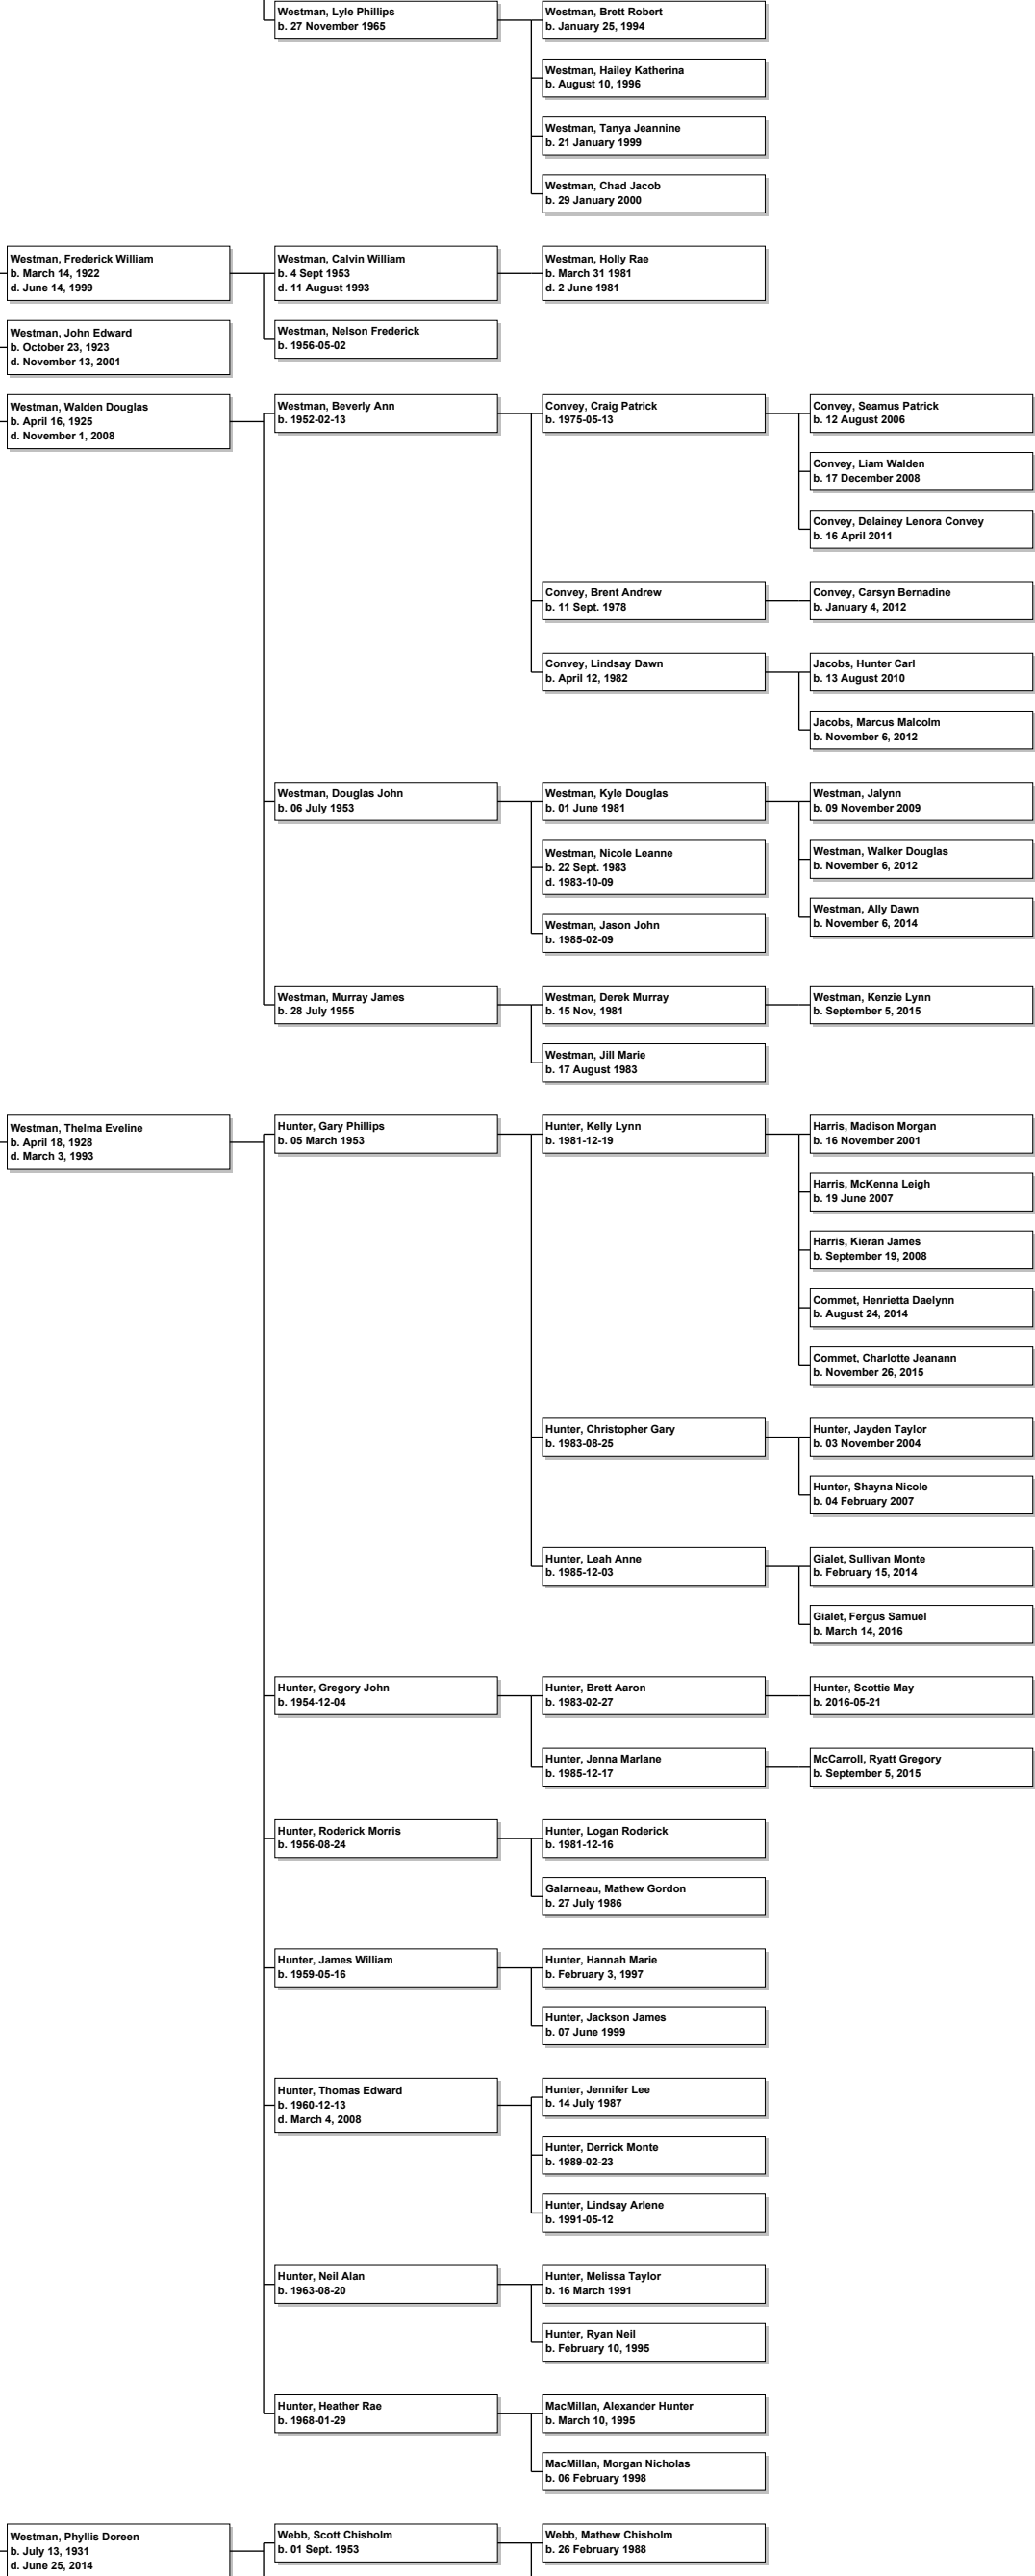 Westman, Lyle Phillips
b. 27 November 1965
Westman, Brett Robert
b. January 25, 1994
Westman, Hailey Katherina
b. August 10, 1996
Westman, Tanya Jeannine
b. 21 January 1999
Westman, Chad Jacob
b. 29 January 2000
Westman, Frederick William
b. March 14, 1922
d. June 14, 1999
Westman, Calvin William
b. 4 Sept 1953
d. 11 August 1993
Westman, Holly Rae
b. March 31 1981
d. 2 June 1981
Westman, Nelson Frederick
b. 1956-05-02
Westman, John Edward
b. October 23, 1923
d. November 13, 2001
Westman, Walden Douglas
b. April 16, 1925
d. November 1, 2008
Westman, Beverly Ann
b. 1952-02-13
Convey, Craig Patrick
b. 1975-05-13
Convey, Seamus Patrick
b. 12 August 2006
Convey, Liam Walden
b. 17 December 2008
Convey, Delainey Lenora Convey
b. 16 April 2011
Convey, Brent Andrew
b. 11 Sept. 1978
Convey, Carsyn Bernadine
b. January 4, 2012
Convey, Lindsay Dawn
b. April 12, 1982
Jacobs, Hunter Carl
b. 13 August 2010
Jacobs, Marcus Malcolm
b. November 6, 2012
Westman, Douglas John
b. 06 July 1953
Westman, Kyle Douglas
b. 01 June 1981
Westman, Jalynn
b. 09 November 2009
Westman, Walker Douglas
b. November 6, 2012
Westman, Ally Dawn
b. November 6, 2014
Westman, Nicole Leanne
b. 22 Sept. 1983
d. 1983-10-09
Westman, Jason John
b. 1985-02-09
Westman, Murray James
b. 28 July 1955
Westman, Derek Murray
b. 15 Nov, 1981
Westman, Kenzie Lynn
b. September 5, 2015
Westman, Jill Marie
b. 17 August 1983
Westman, Thelma Eveline
b. April 18, 1928
d. March 3, 1993
Hunter, Gary Phillips
b. 05 March 1953
Hunter, Kelly Lynn
b. 1981-12-19
Harris, Madison Morgan
b. 16 November 2001
Harris, McKenna Leigh
b. 19 June 2007
Harris, Kieran James
b. September 19, 2008
Commet, Henrietta Daelynn
b. August 24, 2014
Commet, Charlotte Jeanann
b. November 26, 2015
Hunter, Christopher Gary
b. 1983-08-25
Hunter, Jayden Taylor
b. 03 November 2004
Hunter, Shayna Nicole
b. 04 February 2007
Hunter, Leah Anne
b. 1985-12-03
Gialet, Sullivan Monte
b. February 15, 2014
Gialet, Fergus Samuel
b. March 14, 2016
Hunter, Gregory John
b. 1954-12-04
Hunter, Brett Aaron
b. 1983-02-27
Hunter, Scottie May
b. 2016-05-21
Hunter, Jenna Marlane
b. 1985-12-17
McCarroll, Ryatt Gregory
b. September 5, 2015
Hunter, Roderick Morris
b. 1956-08-24
Hunter, Logan Roderick
b. 1981-12-16
Galarneau, Mathew Gordon
b. 27 July 1986
Hunter, James William
b. 1959-05-16
Hunter, Hannah Marie
b. February 3, 1997
Hunter, Jackson James
b. 07 June 1999
Hunter, Thomas Edward
b. 1960-12-13
d. March 4, 2008
Hunter, Jennifer Lee
b. 14 July 1987
Hunter, Derrick Monte
b. 1989-02-23
Hunter, Lindsay Arlene
b. 1991-05-12
Hunter, Neil Alan
b. 1963-08-20
Hunter, Melissa Taylor
b. 16 March 1991
Hunter, Ryan Neil
b. February 10, 1995
Hunter, Heather Rae
b. 1968-01-29
MacMillan, Alexander Hunter
b. March 10, 1995
MacMillan, Morgan Nicholas
b. 06 February 1998
Westman, Phyllis Doreen
b. July 13, 1931
d. June 25, 2014
Webb, Scott Chisholm
b. 01 Sept. 1953
Webb, Mathew Chisholm
b. 26 February 1988